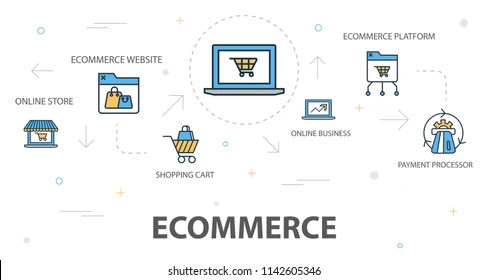 ECOMMERCE PLATFORM
ECOMMERCE WEBSITE
ONLINE STORE
ONLINE BUSINESS
PAYMENT PROCESSOR
SHOPPING CART
ECOMMERCE
shutterstock.com · 1142605346